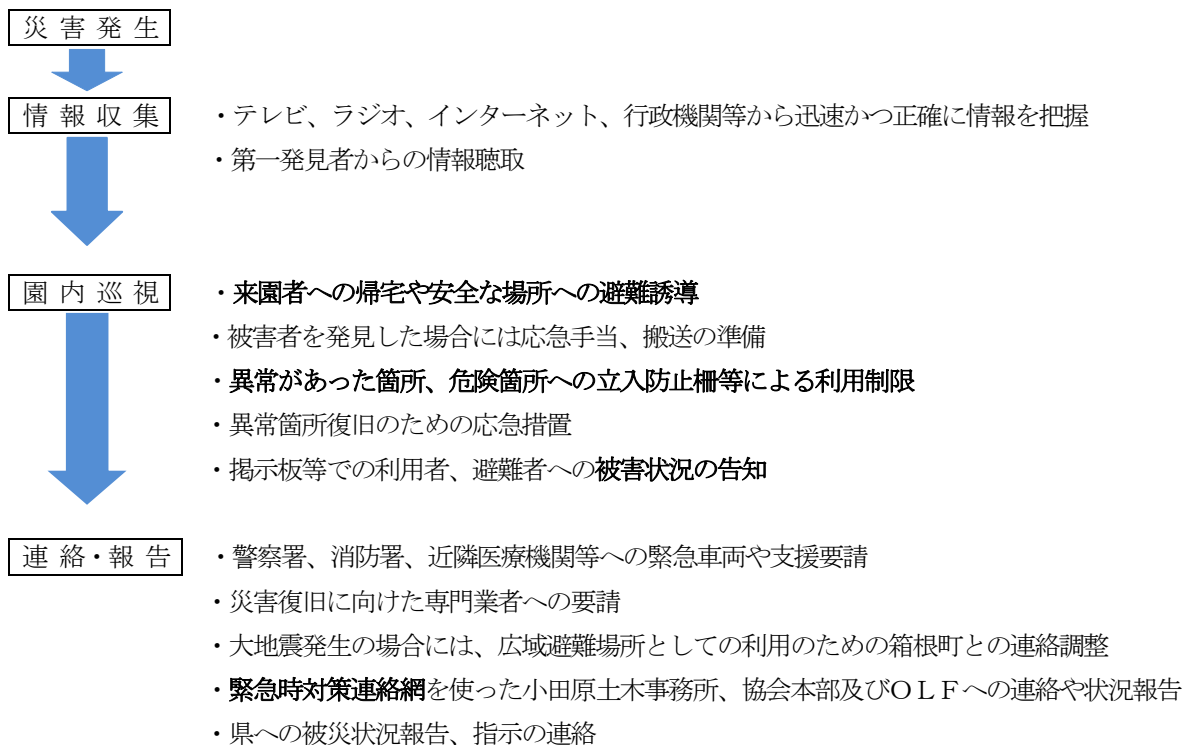 災害発生
情報収集
・テレビ、ラジオ、インターネット、行政機関等から迅速かつ正確に情報を把握
・第一発見者からの情報聴取
園内巡視
・来園者への帰宅や安全な場所への避難誘導
・被害者を発見した場合には応急手当、搬送の準備
・異常があった箇所、危険箇所への立入防止柵等による利用制限
・異常箇所復旧のための応急措置
・掲示板等での利用者、避難者への被害状況の告知
連絡・報告
・警察署、消防署、近隣医療機関等への緊急車両や支援要請
・災害復旧に向けた専門業者への要請
・大地震発生の場合には、広域避難場所としての利用のための箱根町との連絡調整
・緊急時対策連絡網を使った小田原土木事務所、協会本部及びOLFへの連絡や状況報告
・県への被災状況報告、指示の連絡